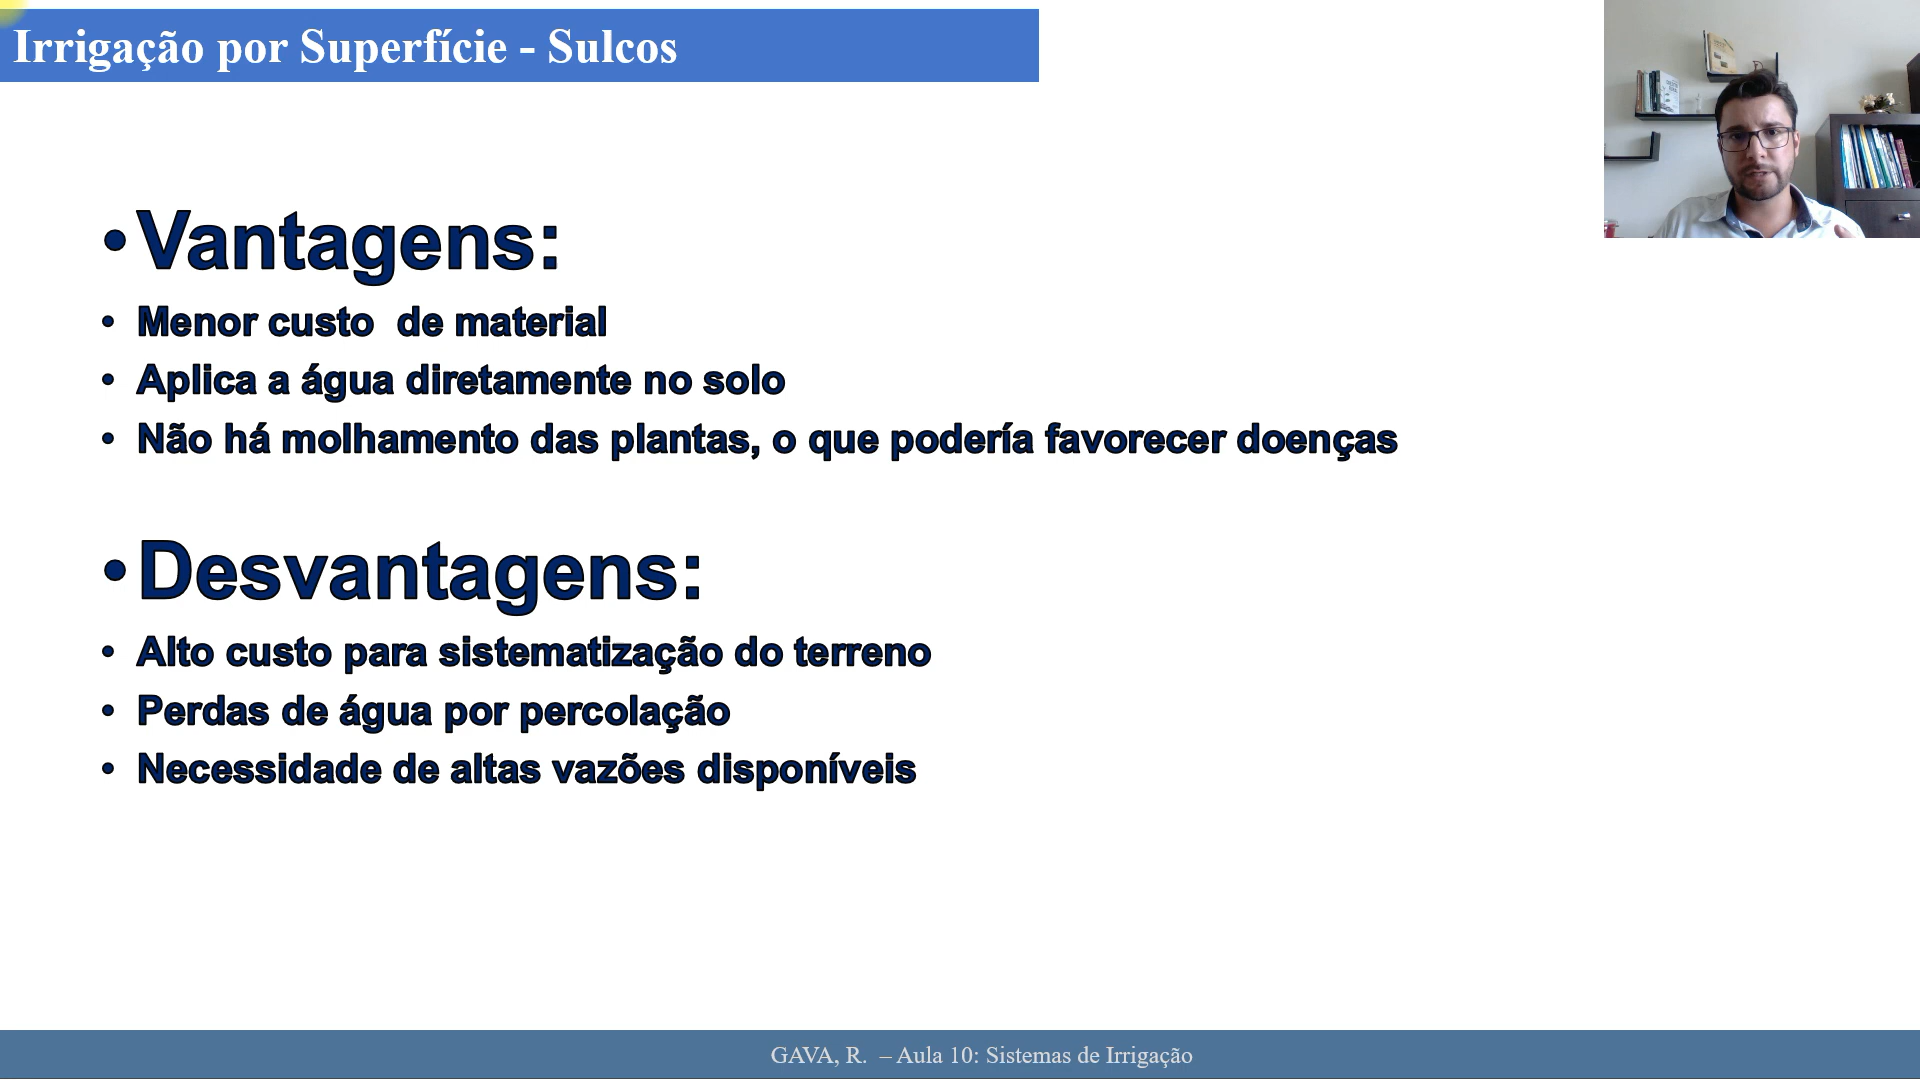 Irrigação por Superfície - Sulcos
• Vantagens:
• Menor custo  de material
• Aplica a água diretamente no solo
• Não há molhamento das plantas, o que podería favorecer doenças
• Desvantagens:
• Alto custo para sistematização do terreno
• Perdas de água por percolação
• Necessidade de altas vazões disponíveis
GAVA, R.  – Aula 10: Sistemas de Irrigação